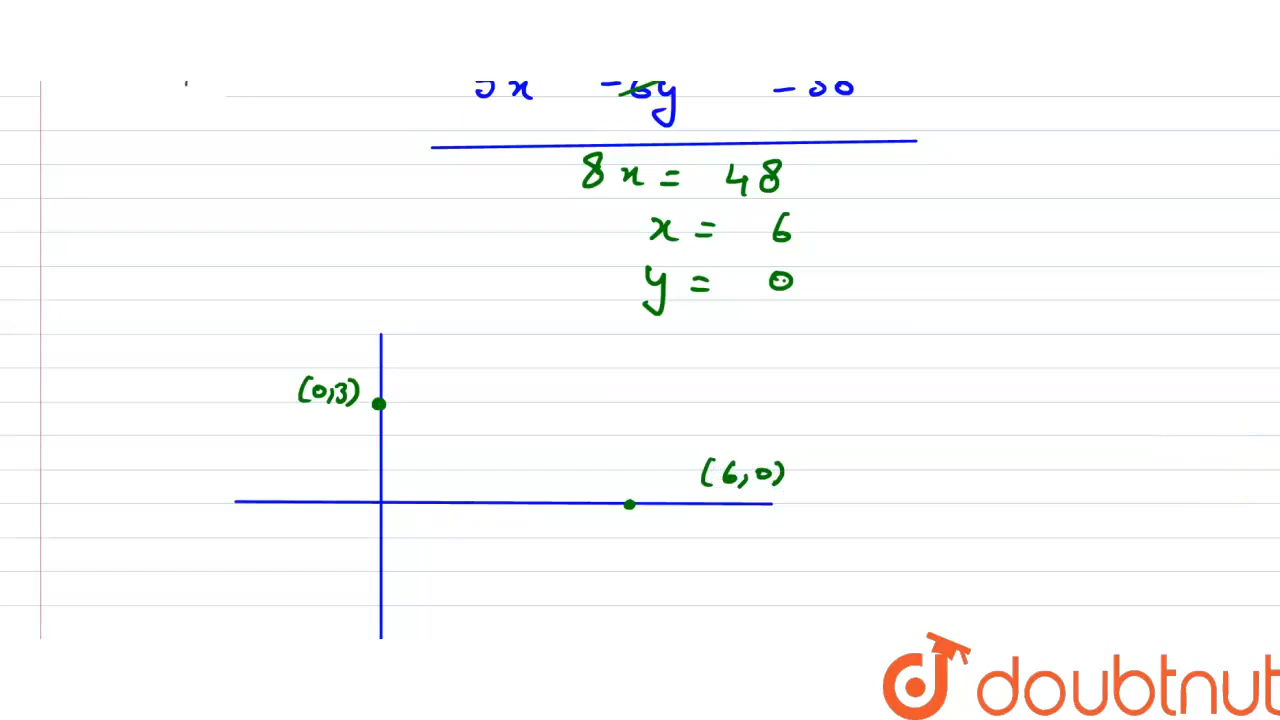 8x = 48
x = 6
y = 0
(0,3)
(6,0)
doubtnut